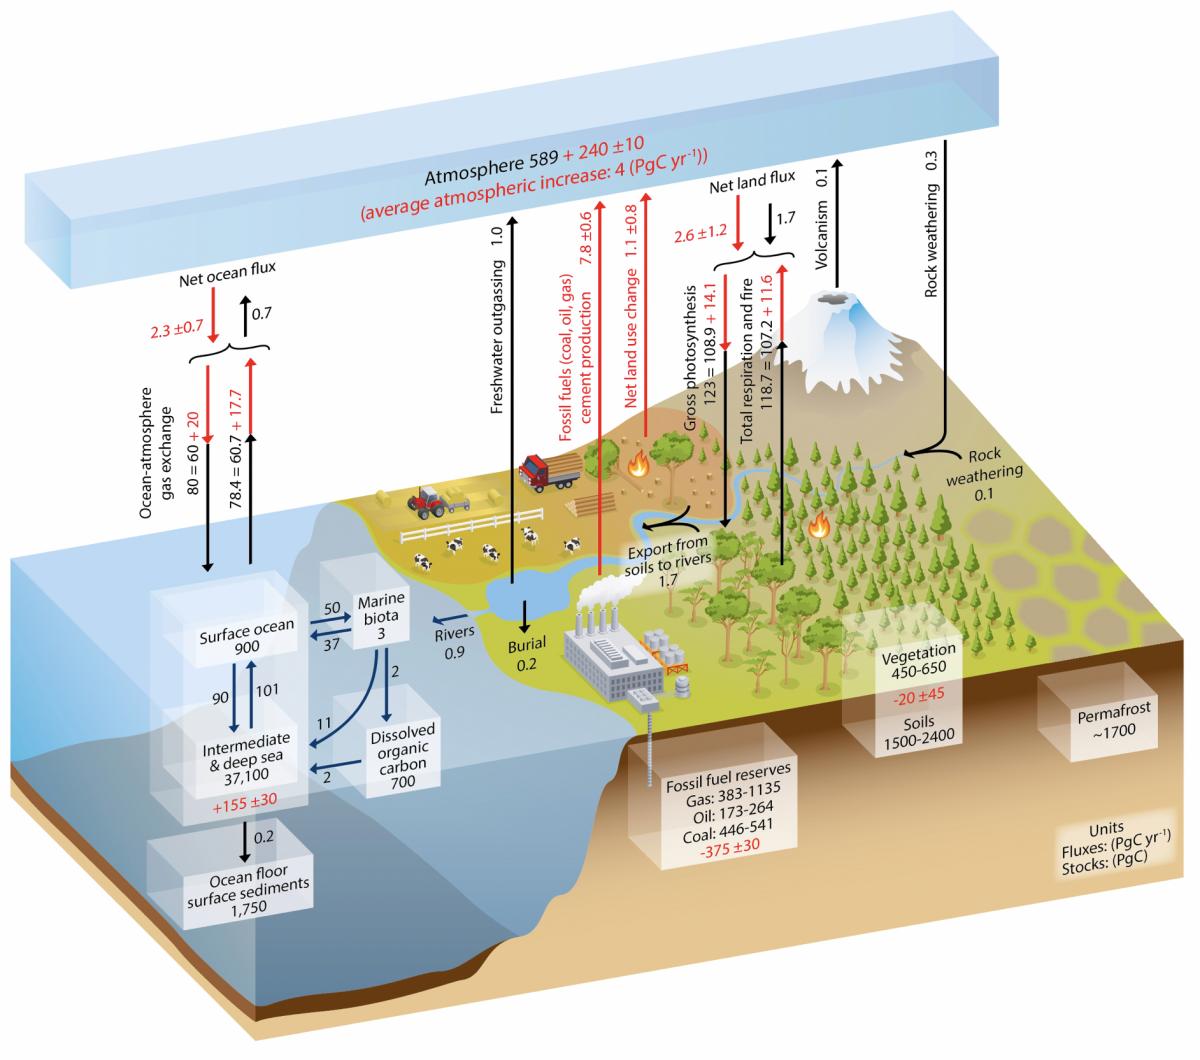 Atmosphere 589 + 240 ±10
(average atmospheric increase: 4 (PgC yr⁻¹))
Net ocean flux
2.3 ±0.7
0.7
Ocean-atmosphere
gas exchange
80 = 60 + 20
78.4 = 60.7 + 17.7
Freshwater outgassing 1.0
Fossil fuels (coal, oil, gas)
cement production 7.8 ±0.6
Net land use change 1.1 ±0.8
Net land flux
2.6 ±1.2
1.7
Gross photosynthesis
123 = 108.9 + 14.1
Total respiration and fire
118.7 = 107.2 + 11.6
Volcanism 0.1
Rock weathering 0.3
Rock
weathering
0.1
Export from
soils to rivers
1.7
Rivers
0.9
Burial
0.2
Surface ocean
900
50
37
Marine
biota
3
90
101
2
11
Intermediate
& deep sea
37,100
+155 ±30
Dissolved
organic
carbon
700
2
0.2
Ocean floor
surface sediments
1,750
Vegetation
450-650
-20 ±45
Soils
1500-2400
Permafrost
~1700
Fossil fuel reserves
Gas: 383-1135
Oil: 173-264
Coal: 446-541
-375 ±30
Units
Fluxes: (PgC yr⁻¹)
Stocks: (PgC)